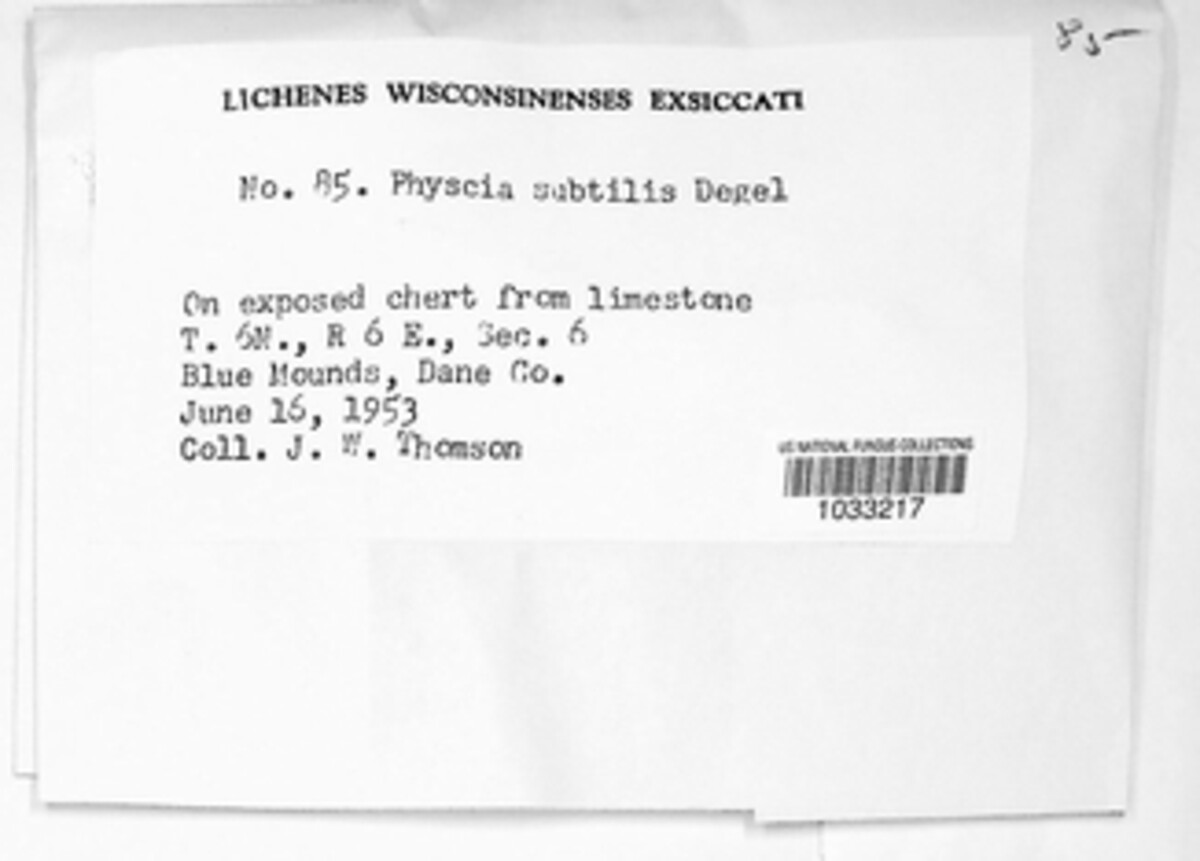 85
LICHENES WISCONSINENSES EXSICCATI
No. 85. Physcia subtilis Degel
On exposed chert from limestone
T. 6N., R 6 E., Sec. 6
Blue Mounds, Dane Co.
June 16, 1953
Coll. J. W. Thomson
US NATIONAL FUNGUS COLLECTIONS
1033217